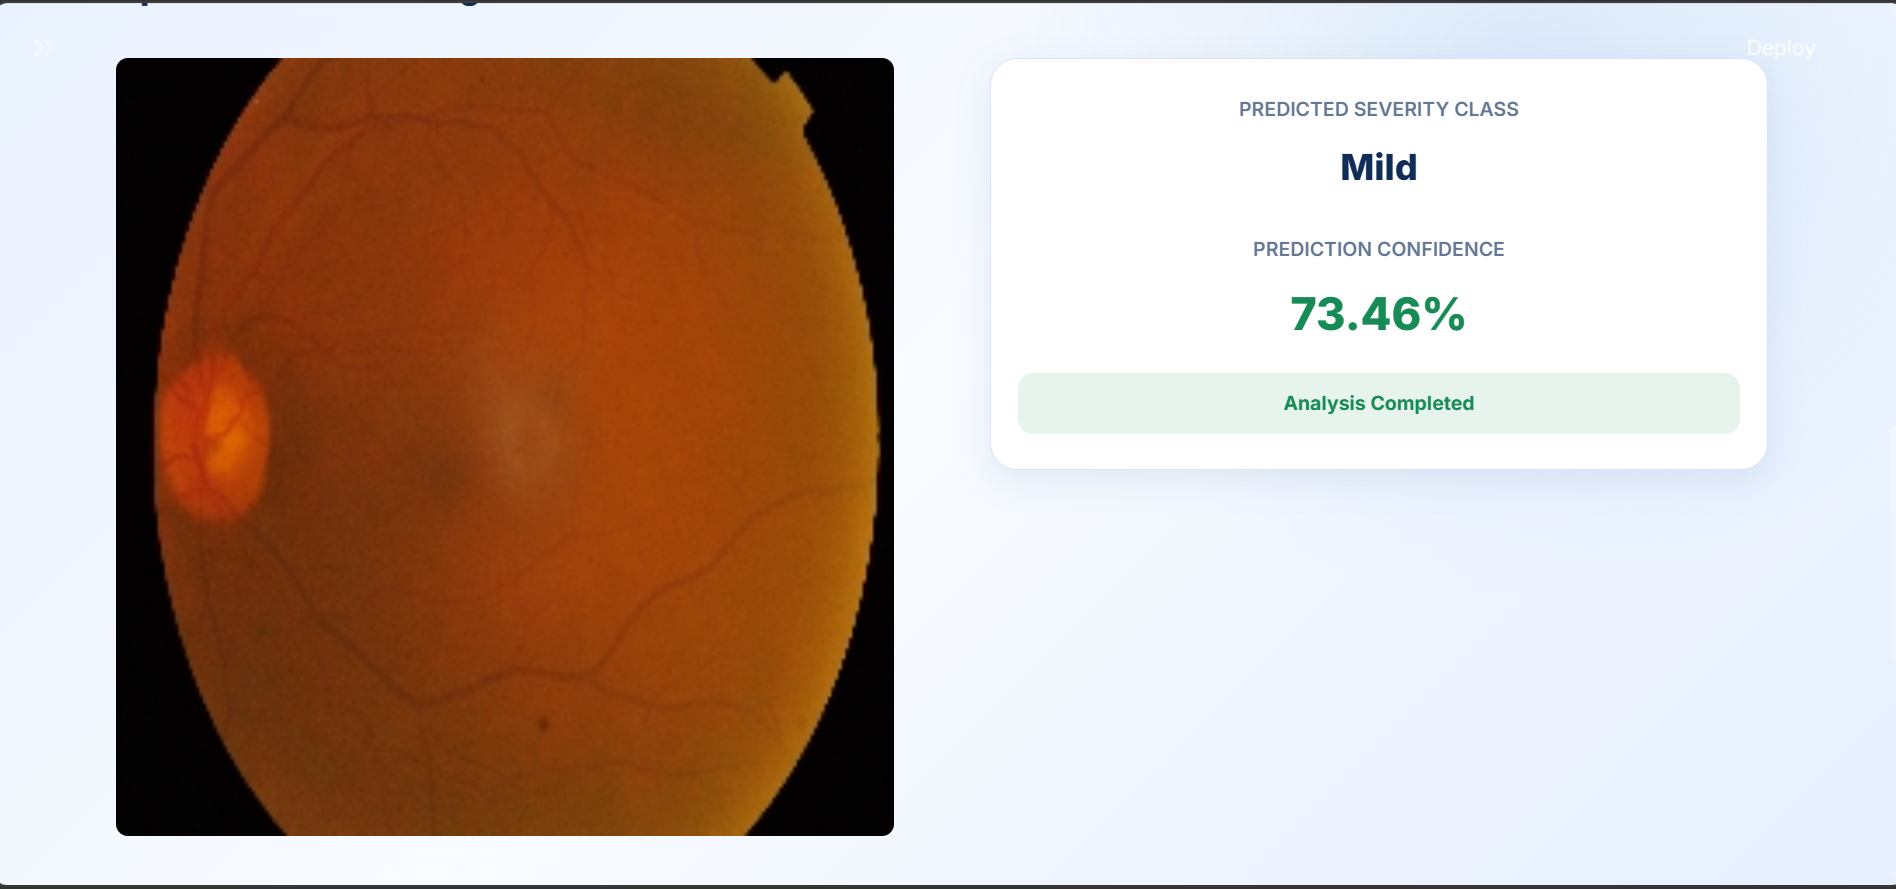 Deploy
PREDICTED SEVERITY CLASS
Mild
PREDICTION CONFIDENCE
73.46%
Analysis Completed